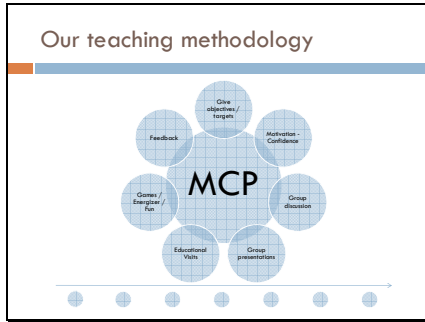 Our teaching methodology
Give
objectives /
targets
Motivation -
Confidence
Group
discussion
Group
presentations
Educational
Visits
Games /
Energizer /
Fun
Feedback
MCP